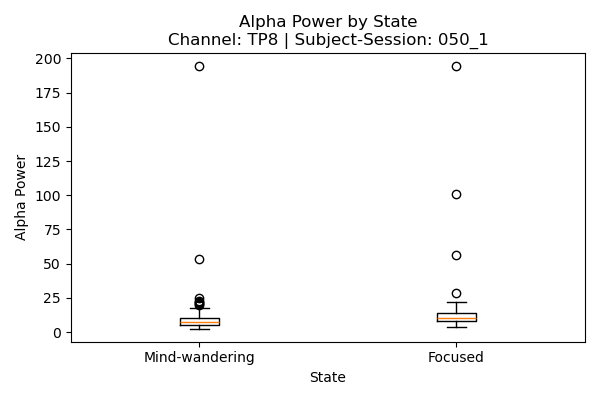 Alpha Power by State
Channel: TP8 | Subject-Session: 050_1
200
175
150
125
100
75
50
25
0
Alpha Power
Mind-wandering
Focused
State